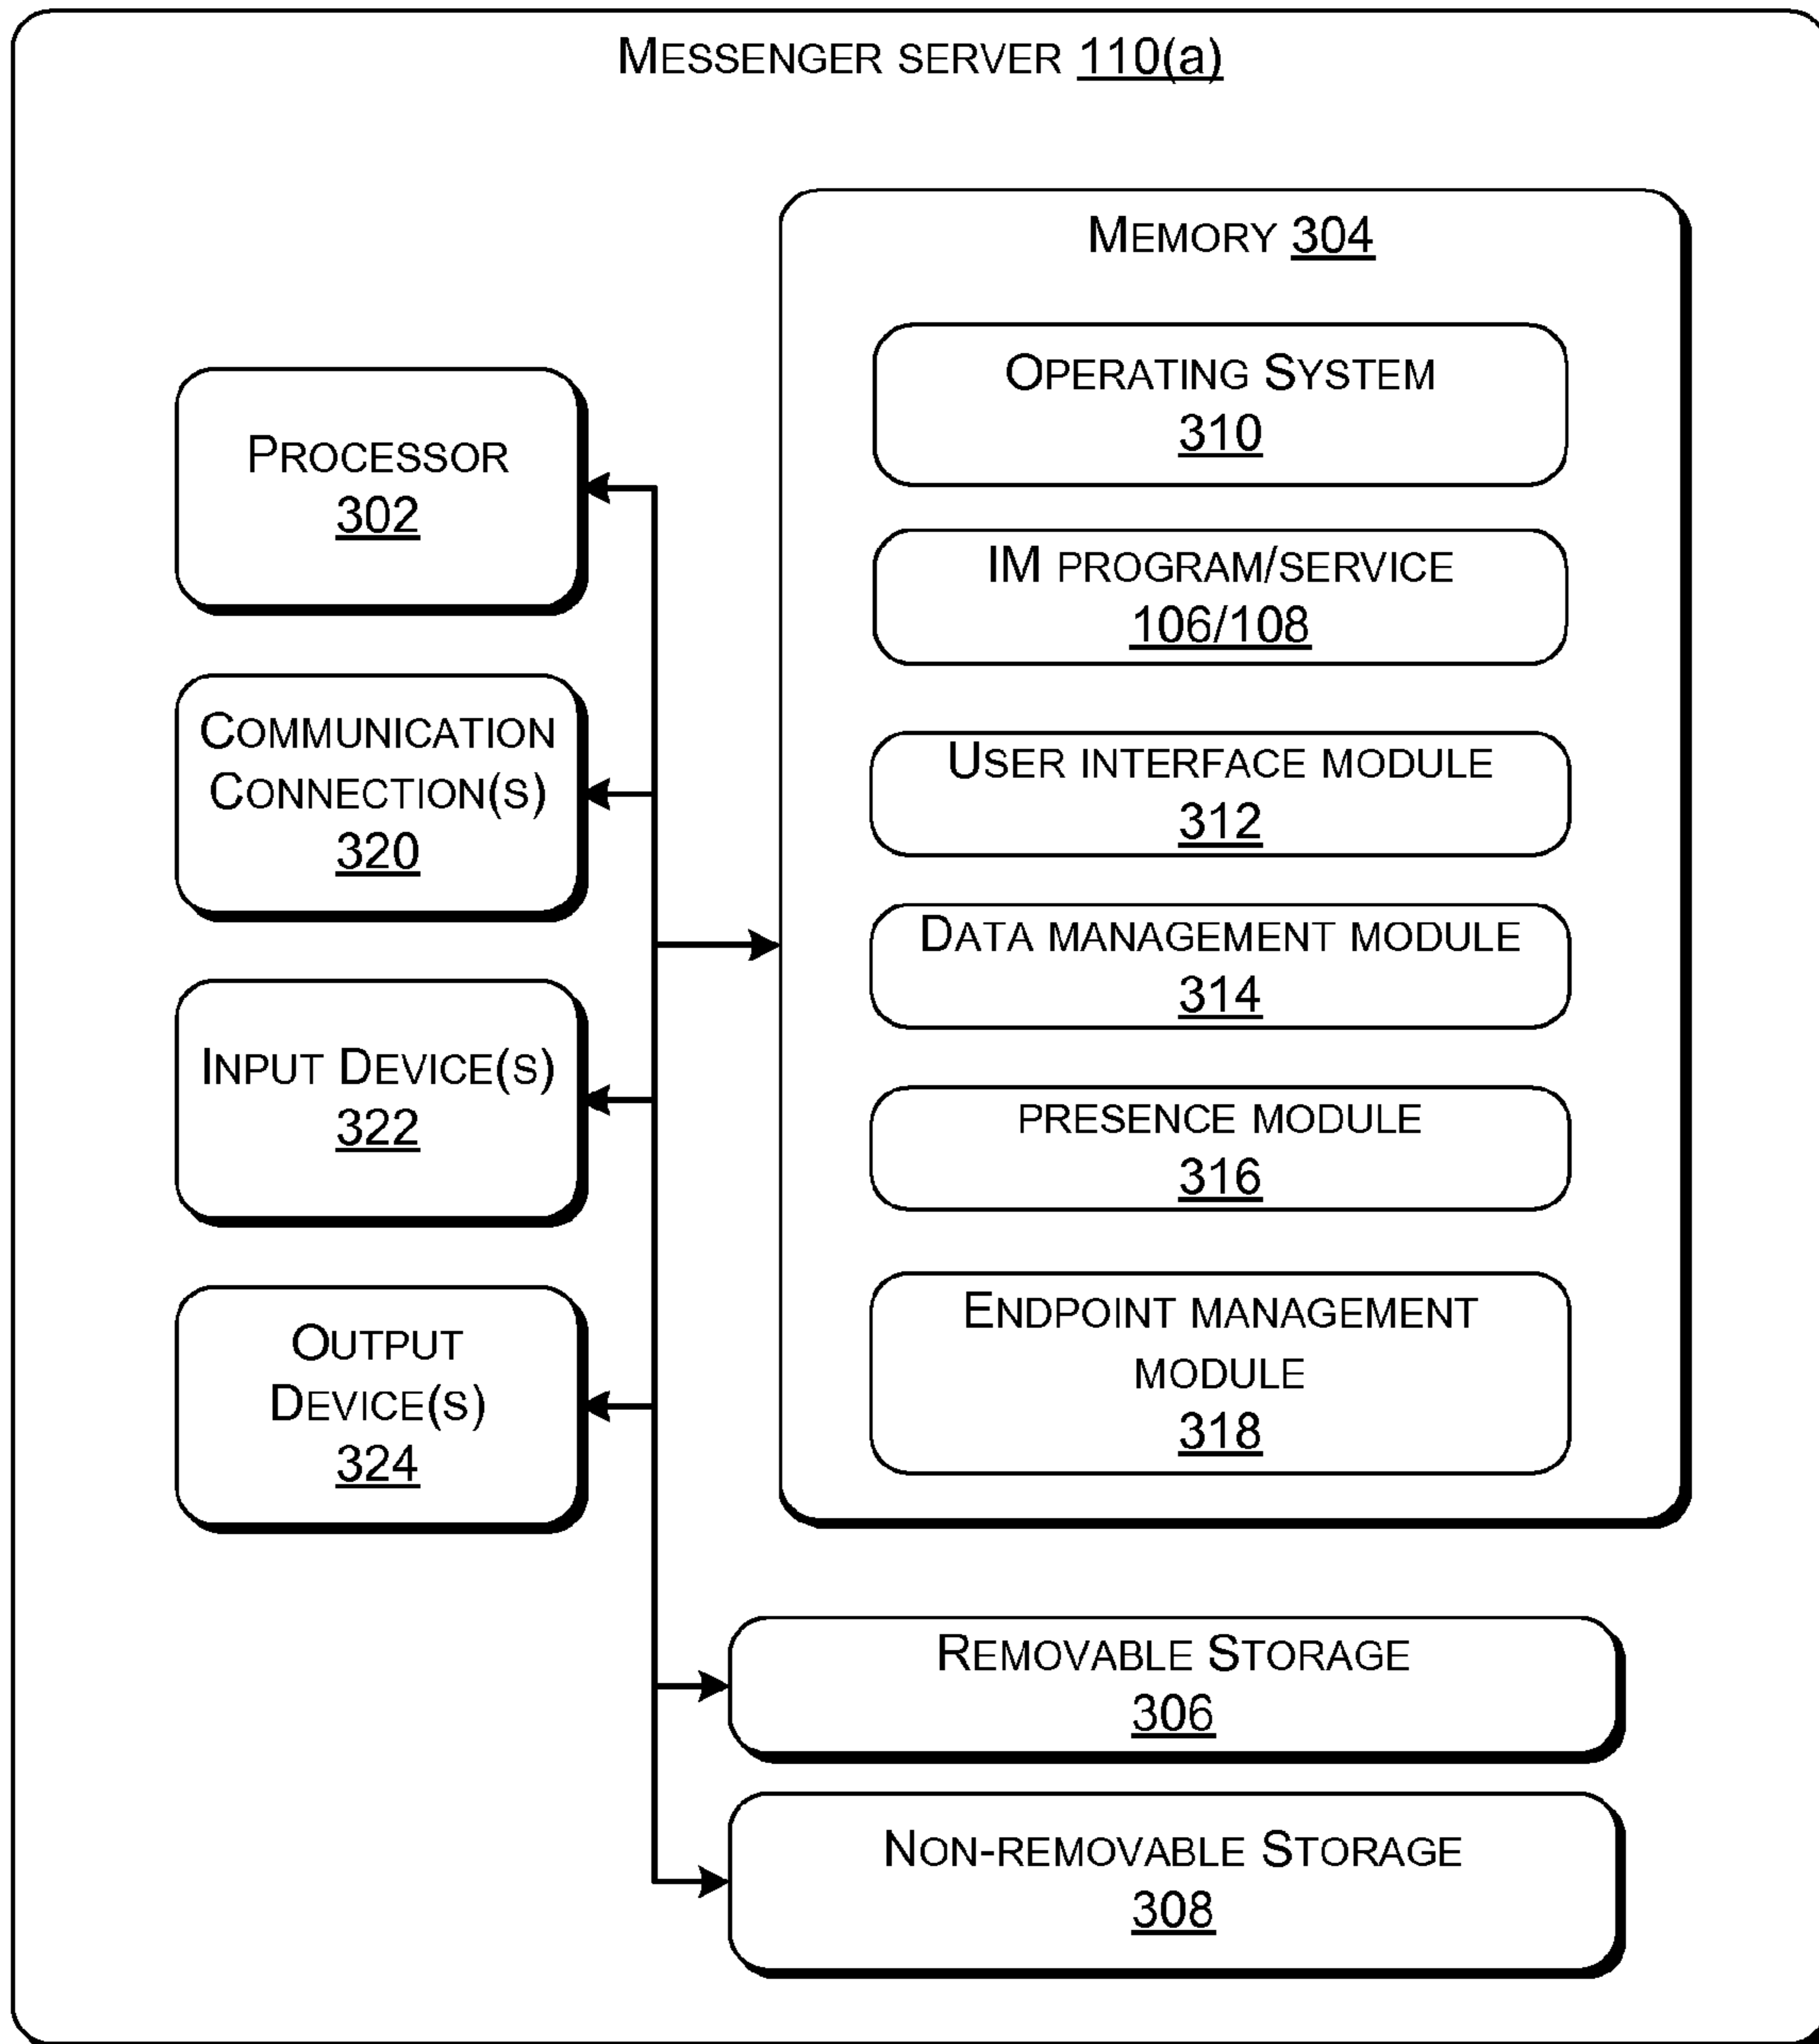 MESSENGER SERVER 110(a)
PROCESSOR
302
COMMUNICATION
CONNECTION(S)
320
INPUT DEVICE(S)
322
OUTPUT
DEVICE(S)
324
MEMORY 304
OPERATING SYSTEM
310
IM PROGRAM/SERVICE
106/108
USER INTERFACE MODULE
312
DATA MANAGEMENT MODULE
314
PRESENCE MODULE
316
ENDPOINT MANAGEMENT
MODULE
318
REMOVABLE STORAGE
306
NON-REMOVABLE STORAGE
308